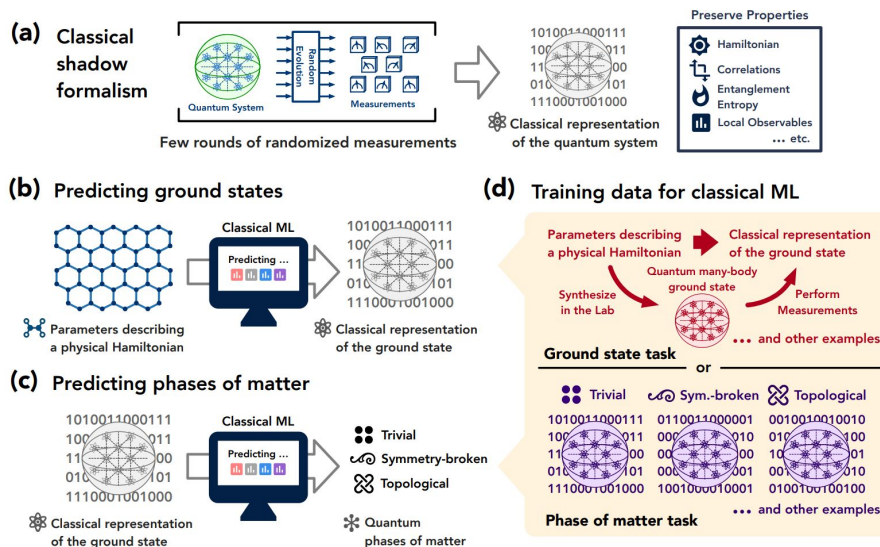 (a) Classical shadow formalism
Quantum System
Random Evolution
Measurements
Few rounds of randomized measurements
1010011000111
Classical representation
of the quantum system
1110001001000
Preserve Properties
Hamiltonian
Correlations
Entanglement
Entropy
Local Observables
... etc.
(b) Predicting ground states
Classical ML
Predicting ...
Parameters describing
a physical Hamiltonian
1010011000111
1110001001000
Classical representation
of the ground state
(c) Predicting phases of matter
1010011000111
1110001001000
Classical representation
of the ground state
Classical ML
Predicting ...
Trivial
Symmetry-broken
Topological
Quantum
phases of matter
(d) Training data for classical ML
Parameters describing
a physical Hamiltonian
Classical representation
of the ground state
Quantum many-body
ground state
Synthesize
in the Lab
Perform
Measurements
... and other examples
Ground state task
or
Trivial
Sym.-broken
Topological
1010011000111
0110011000001
0010010010010
1110001001000
1001000010001
0100100100100
... and other examples
Phase of matter task